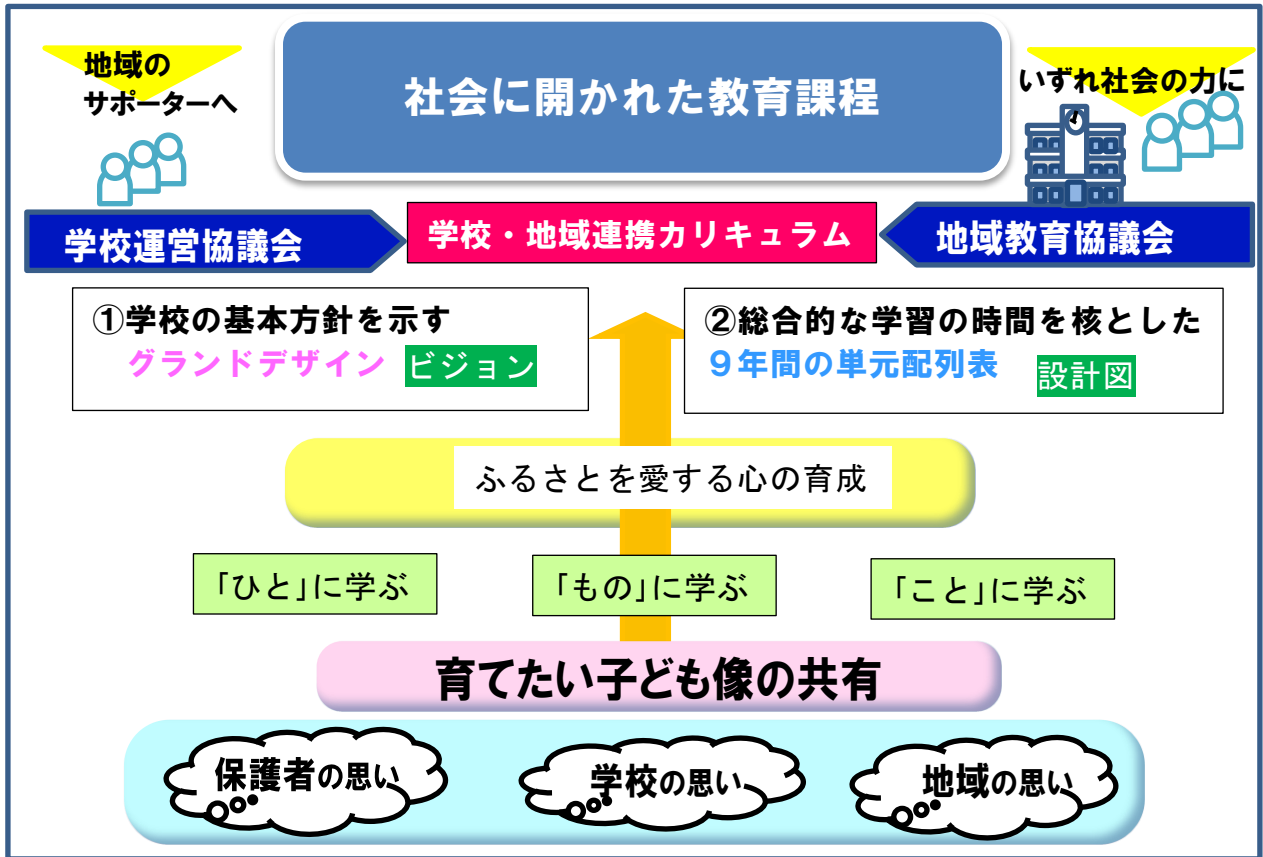 地域の
サポーターへ
社会に開かれた教育課程
いずれ社会の力に
学校運営協議会
学校・地域連携カリキュラム
地域教育協議会
①学校の基本方針を示す
グランドデザイン ビジョン
②総合的な学習の時間を核とした
９年間の単元配列表 設計図
ふるさとを愛する心の育成
「ひと」に学ぶ
「もの」に学ぶ
「こと」に学ぶ
育てたい子ども像の共有
保護者の思い
学校の思い
地域の思い